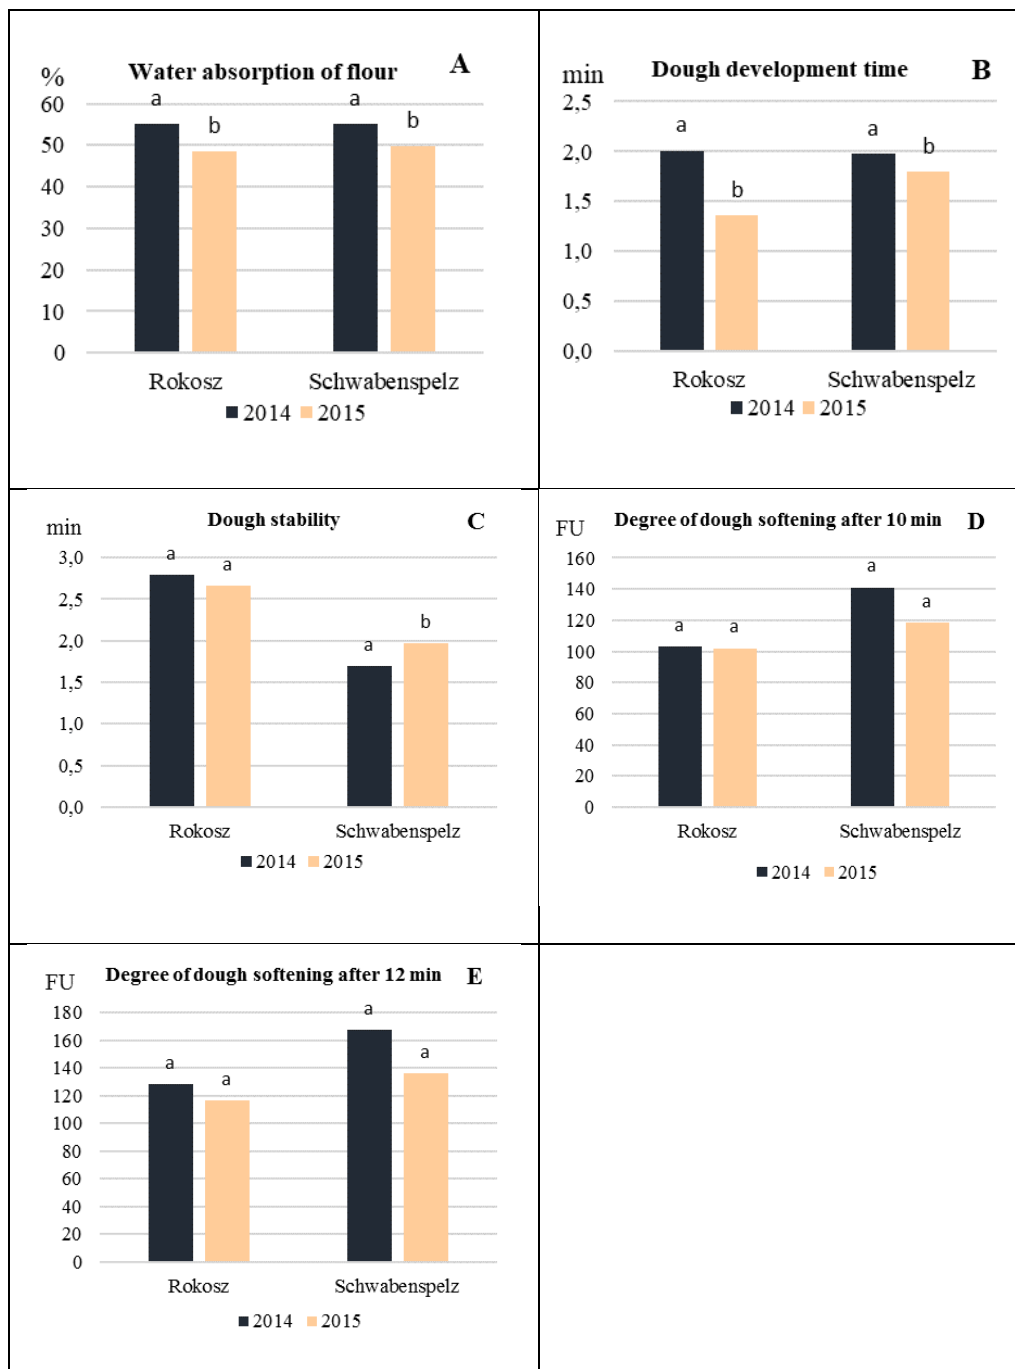 Water absorption of flour A
%
a a
b b
60
50
40
30
20
10
0
Rokosz Schwabenspelz
2014 2015
Dough development time B
min
2,5
2,0
1,5
1,0
0,5
0,0
a a
b b
Rokosz Schwabenspelz
2014 2015
Dough stability C
min
3,0
2,5
2,0
1,5
1,0
0,5
0,0
a a a b
Rokosz Schwabenspelz
2014 2015
Degree of dough softening after 10 min D
FU
160
140
120
100
80
60
40
20
0
a a a a
Rokosz Schwabenspelz
2014 2015
Degree of dough softening after 12 min E
FU
180
160
140
120
100
80
60
40
20
0
a a a a
Rokosz Schwabenspelz
2014 2015